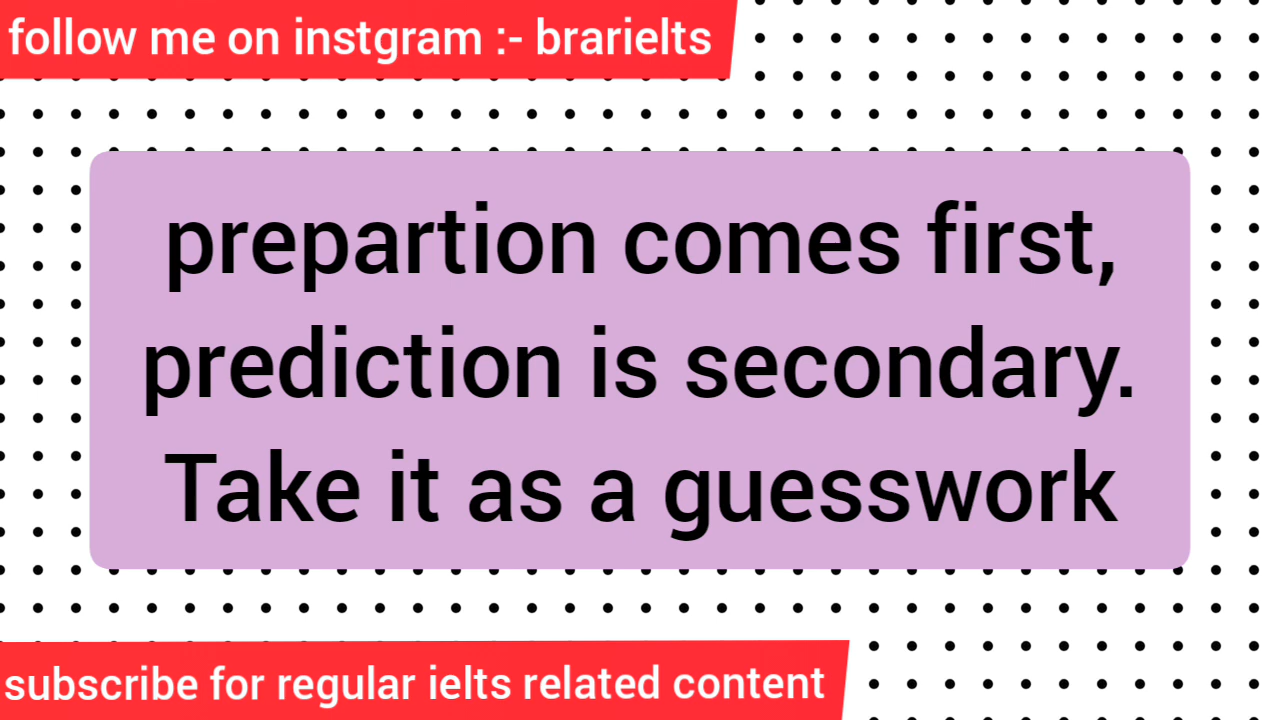 follow me on instgram :- brarielts
prepartion comes first,
prediction is secondary.
Take it as a guesswork
subscribe for regular ielts related content